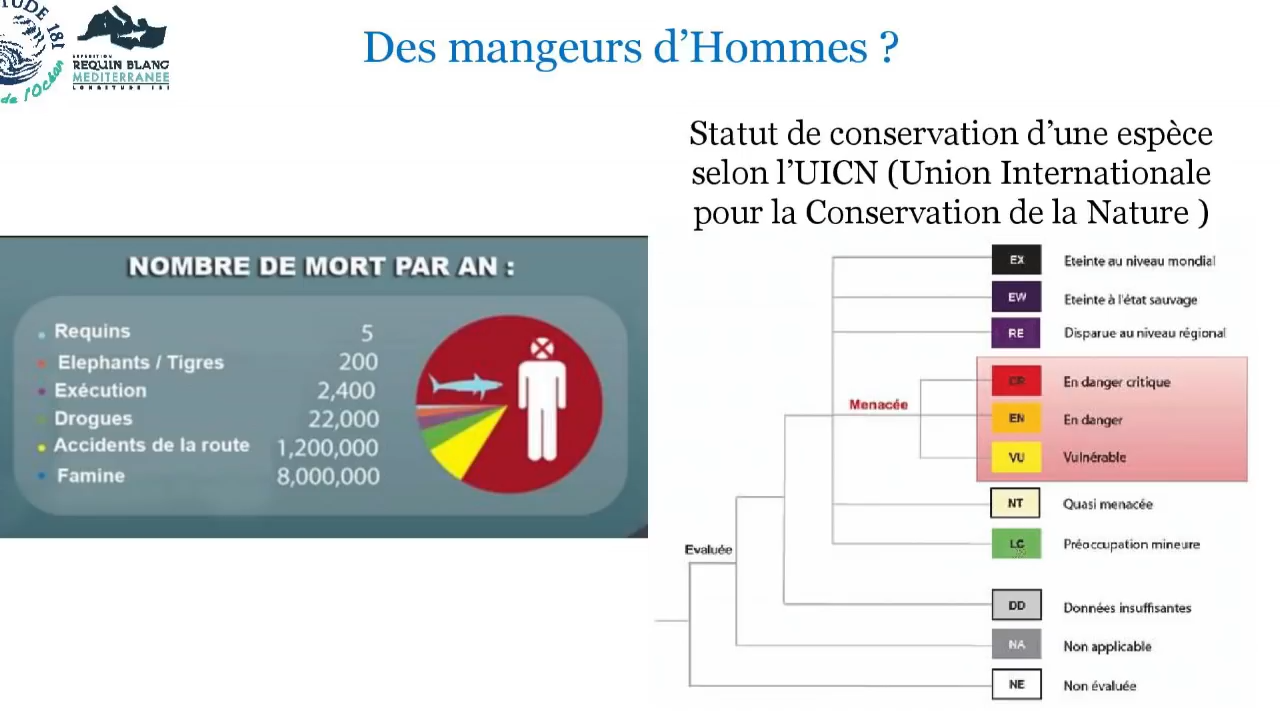 Des mangeurs d'Hommes ?
REQUIN BLANC
MEDITERRANEE
LONGITUDE 181
de l'Océan
Statut de conservation d'une espèce
selon l'UICN (Union Internationale
pour la Conservation de la Nature )
NOMBRE DE MORT PAR AN :
Requins 5
Elephants / Tigres 200
Exécution 2,400
Drogues 22,000
Accidents de la route 1,200,000
Famine 8,000,000
EX Eteinte au niveau mondial
EW Eteinte à l'état sauvage
RE Disparue au niveau régional
Menacée
CR En danger critique
EN En danger
VU Vulnérable
NT Quasi menacée
LC Préoccupation mineure
Evaluée
DD Données insuffisantes
NA Non applicable
NE Non évaluée